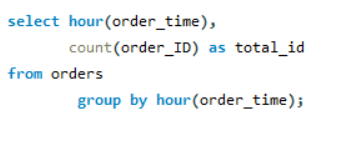 select hour(order_time),
count(order_ID) as total_id
from orders
group by hour(order_time);